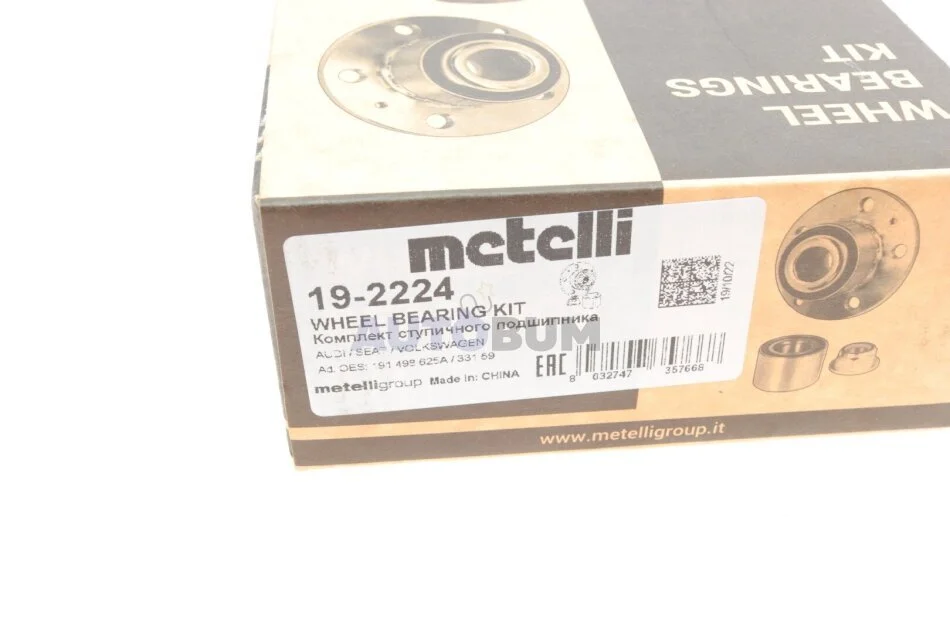 WHEEL
BEARINGS
KIT
metelli
19-2224
WHEEL BEARING KIT
Комплект ступичного подшипника
AUDI / SEAT / VOLKSWAGEN
Ad. OES: 191 498 625A / 331 59
metelligroup Made in: CHINA
EAC
8 032747 357668
19/10/22
AUTOBUM
www.metelligroup.it